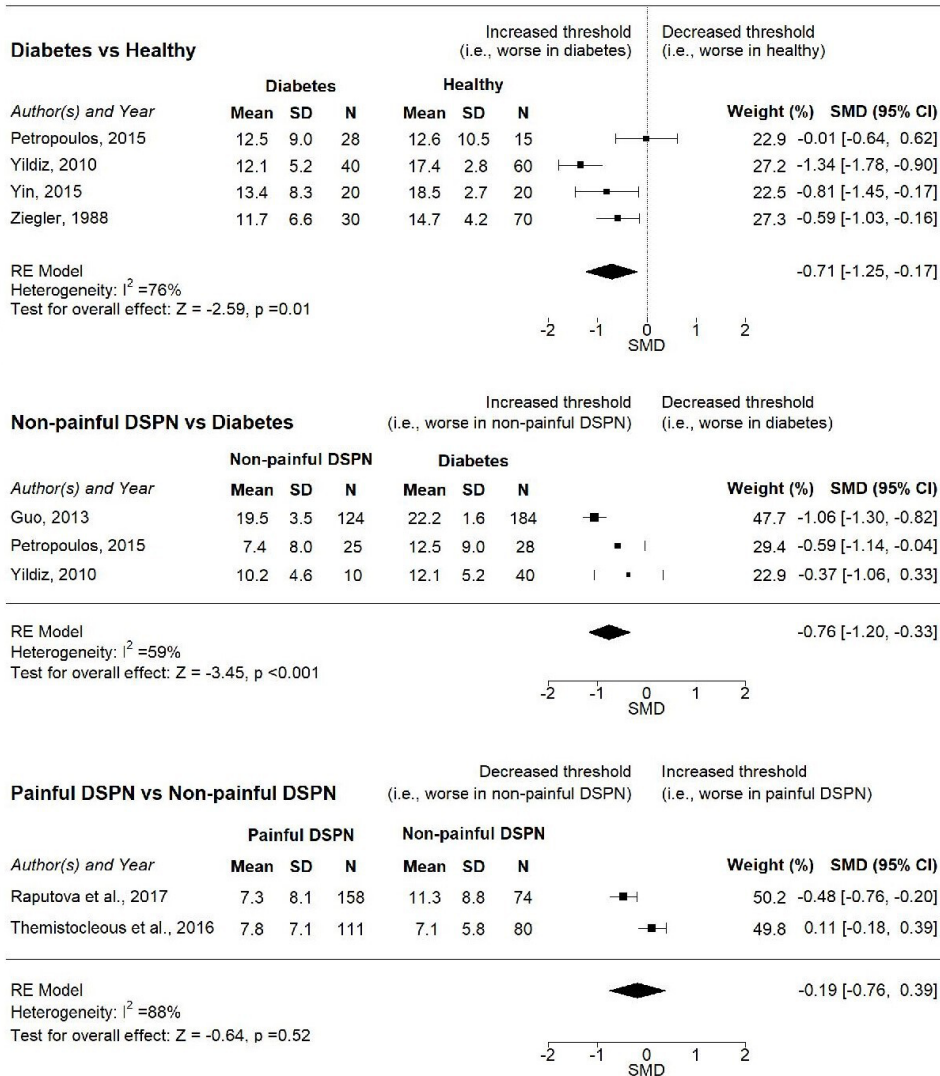 Increased threshold Decreased threshold
Diabetes vs Healthy (i.e., worse in diabetes) (i.e., worse in healthy)
Diabetes Healthy
Author(s) and Year Mean SD N Mean SD N Weight (%) SMD (95% CI)
Petropoulos, 2015 12.5 9.0 28 12.6 10.5 15 22.9 -0.01 [-0.64, 0.62]
Yildiz, 2010 12.1 5.2 40 17.4 2.8 60 27.2 -1.34 [-1.78, -0.90]
Yin, 2015 13.4 8.3 20 18.5 2.7 20 22.5 -0.81 [-1.45, -0.17]
Ziegler, 1988 11.7 6.6 30 14.7 4.2 70 27.3 -0.59 [-1.03, -0.16]
RE Model -0.71 [-1.25, -0.17]
Heterogeneity: I² =76%
Test for overall effect: Z = -2.59, p =0.01
-2 -1 0 1 2
SMD
Increased threshold Decreased threshold
Non-painful DSPN vs Diabetes (i.e., worse in non-painful DSPN) (i.e., worse in diabetes)
Non-painful DSPN Diabetes
Author(s) and Year Mean SD N Mean SD N Weight (%) SMD (95% CI)
Guo, 2013 19.5 3.5 124 22.2 1.6 184 47.7 -1.06 [-1.30, -0.82]
Petropoulos, 2015 7.4 8.0 25 12.5 9.0 28 29.4 -0.59 [-1.14, -0.04]
Yildiz, 2010 10.2 4.6 10 12.1 5.2 40 22.9 -0.37 [-1.06, 0.33]
RE Model -0.76 [-1.20, -0.33]
Heterogeneity: I² =59%
Test for overall effect: Z = -3.45, p <0.001
-2 -1 0 1 2
SMD
Decreased threshold Increased threshold
Painful DSPN vs Non-painful DSPN (i.e., worse in non-painful DSPN) (i.e., worse in painful DSPN)
Painful DSPN Non-painful DSPN
Author(s) and Year Mean SD N Mean SD N Weight (%) SMD (95% CI)
Raputova et al., 2017 7.3 8.1 158 11.3 8.8 74 50.2 -0.48 [-0.76, -0.20]
Themistocleous et al., 2016 7.8 7.1 111 7.1 5.8 80 49.8 0.11 [-0.18, 0.39]
RE Model -0.19 [-0.76, 0.39]
Heterogeneity: I² =88%
Test for overall effect: Z = -0.64, p =0.52
-2 -1 0 1 2
SMD